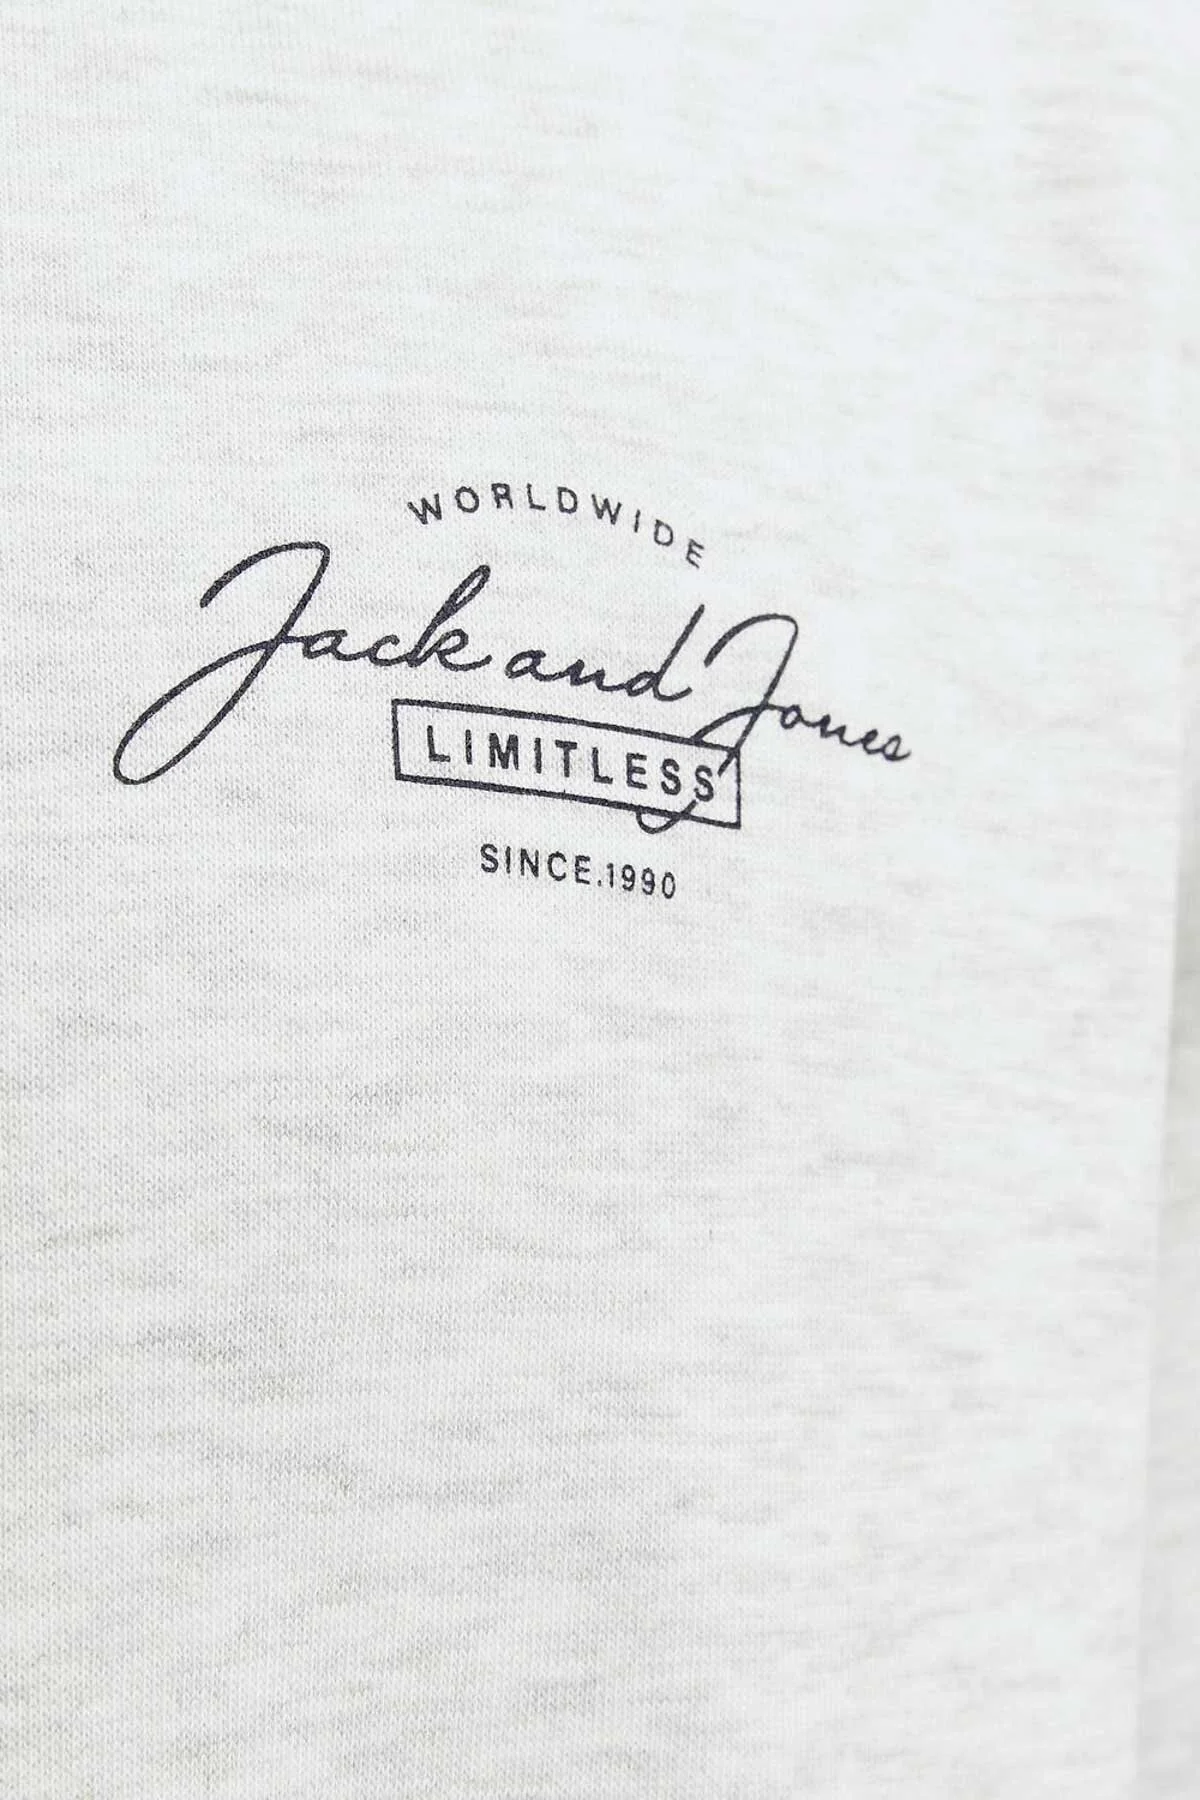 WORLDWIDE
Jack and Jones
LIMITLESS
SINCE.1990